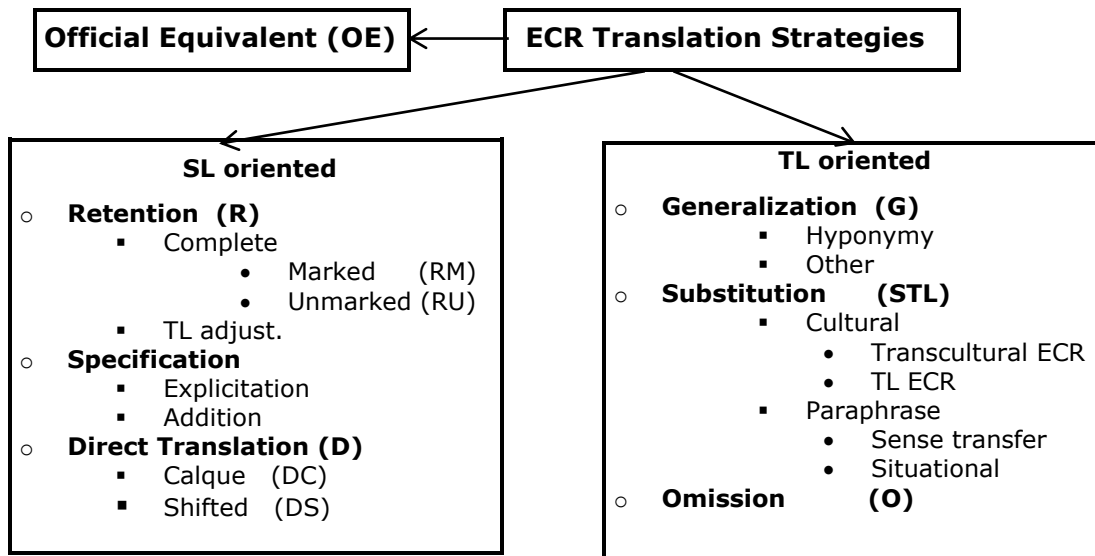 Official Equivalent (OE)
ECR Translation Strategies
SL oriented
○ Retention (R)
▪ Complete
• Marked (RM)
• Unmarked (RU)
▪ TL adjust.
○ Specification
▪ Explicitation
▪ Addition
○ Direct Translation (D)
▪ Calque (DC)
▪ Shifted (DS)
TL oriented
○ Generalization (G)
▪ Hyponymy
▪ Other
○ Substitution (STL)
▪ Cultural
• Transcultural ECR
• TL ECR
▪ Paraphrase
• Sense transfer
• Situational
○ Omission (O)